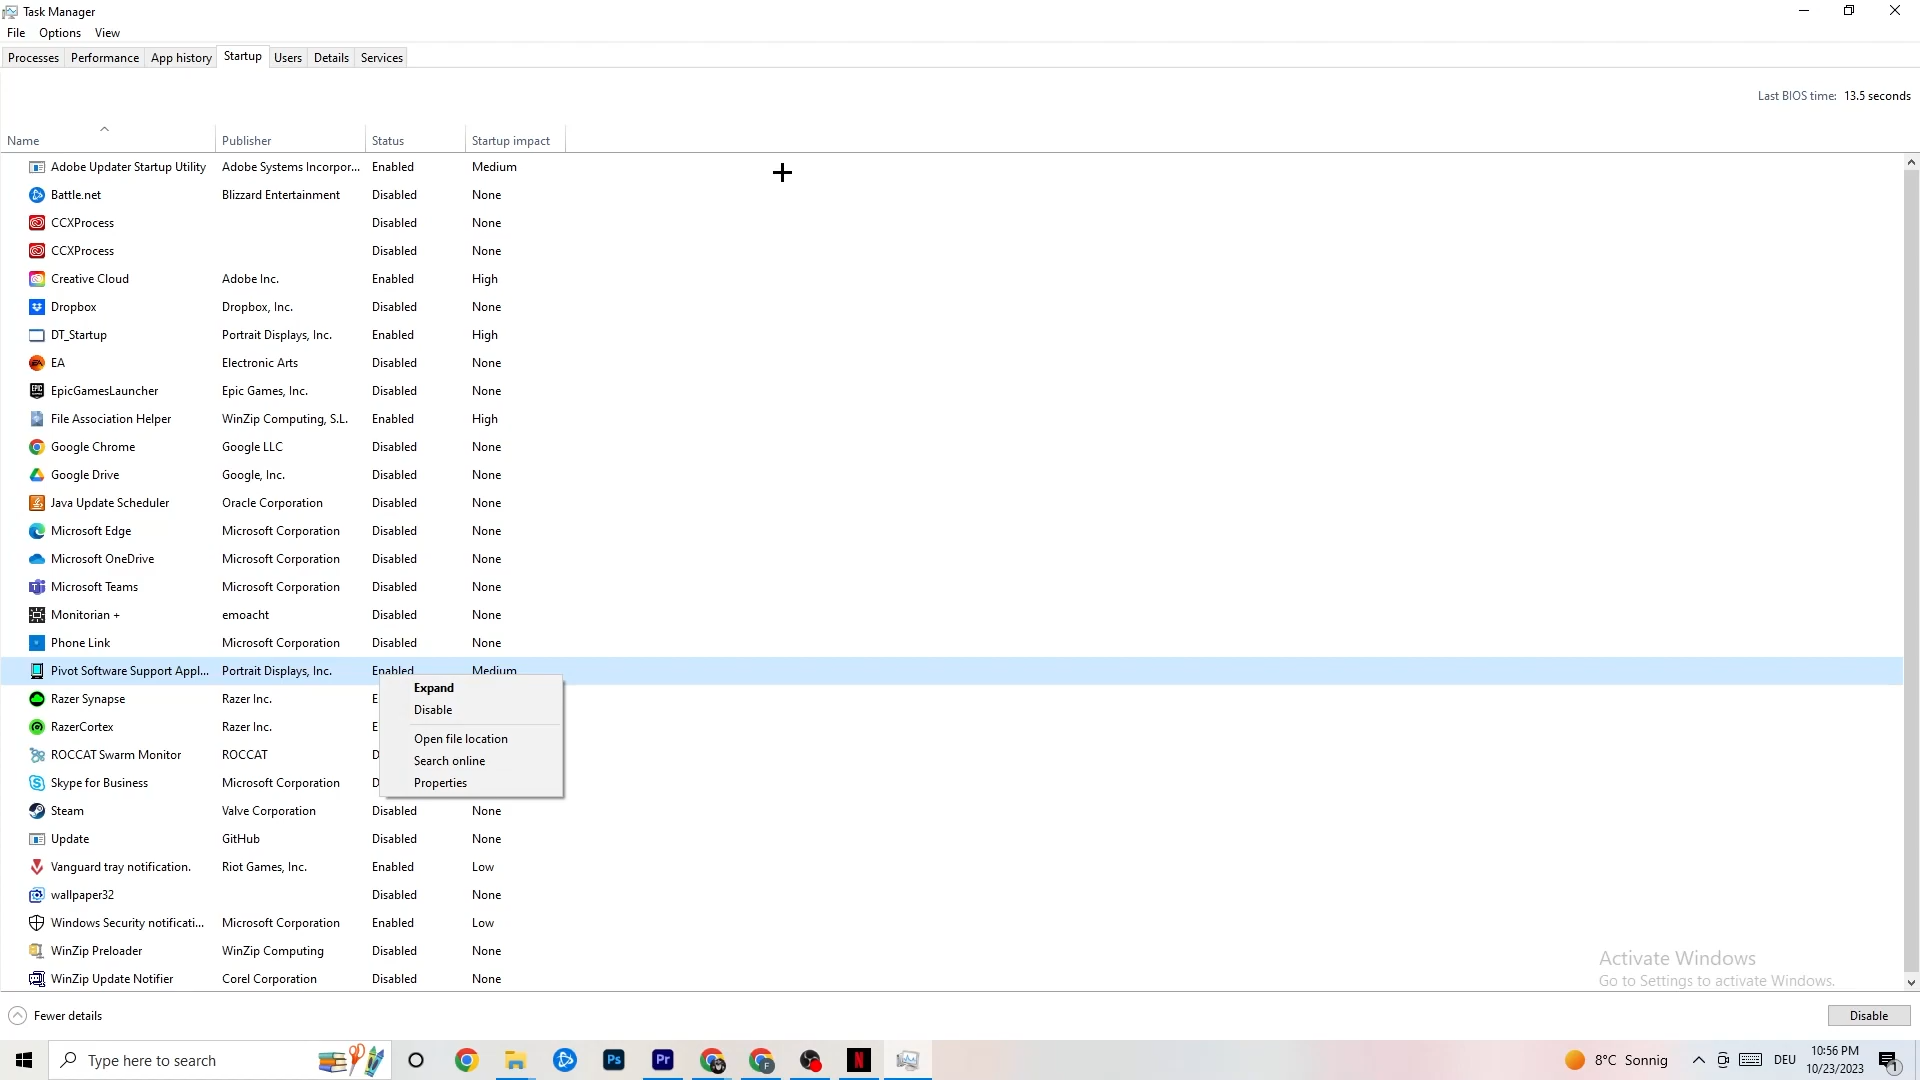 Task Manager
File Options View
Processes Performance App history Startup Users Details Services
Last BIOS time: 13.5 seconds
Name Publisher Status Startup impact
Adobe Updater Startup Utility Adobe Systems Incorpor... Enabled Medium
Battle.net Blizzard Entertainment Disabled None
CCXProcess Disabled None
CCXProcess Disabled None
Creative Cloud Adobe Inc. Enabled High
Dropbox Dropbox, Inc. Disabled None
DT_Startup Portrait Displays, Inc. Enabled High
EA Electronic Arts Disabled None
EpicGamesLauncher Epic Games, Inc. Disabled None
File Association Helper WinZip Computing, S.L. Enabled High
Google Chrome Google LLC Disabled None
Google Drive Google, Inc. Disabled None
Java Update Scheduler Oracle Corporation Disabled None
Microsoft Edge Microsoft Corporation Disabled None
Microsoft OneDrive Microsoft Corporation Disabled None
Microsoft Teams Microsoft Corporation Disabled None
Monitorian + emoacht Disabled None
Phone Link Microsoft Corporation Disabled None
Pivot Software Support Appl... Portrait Displays, Inc. Enabled Medium
Expand
Razer Synapse Razer Inc. E
Disable
RazerCortex Razer Inc. E
Open file location
ROCCAT Swarm Monitor ROCCAT D
Search online
Skype for Business Microsoft Corporation D
Properties
Steam Valve Corporation Disabled None
Update GitHub Disabled None
Vanguard tray notification. Riot Games, Inc. Enabled Low
wallpaper32 Disabled None
Windows Security notificati... Microsoft Corporation Enabled Low
WinZip Preloader WinZip Computing Disabled None
WinZip Update Notifier Corel Corporation Disabled None
Activate Windows
Go to Settings to activate Windows.
Fewer details
Disable
Type here to search
Ps
Pr
F
N
8°C Sonnig
DEU
10:56 PM
10/23/2023
1